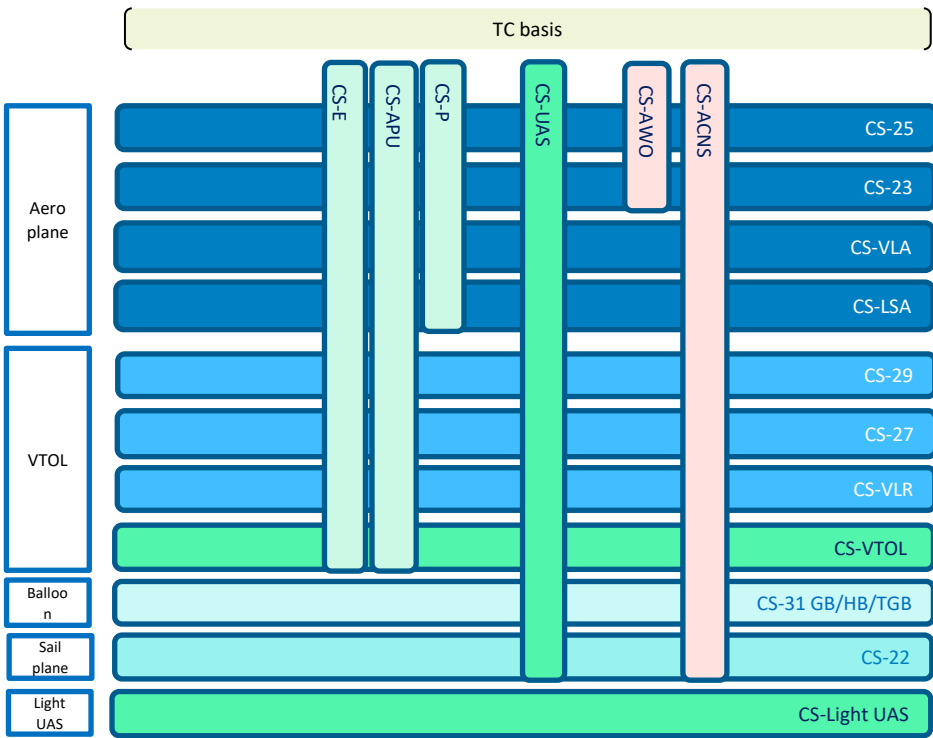 TC basis
CS-E
CS-APU
CS-P
CS-UAS
CS-AWO
CS-ACNS
Aero
plane
CS-25
CS-23
CS-VLA
CS-LSA
VTOL
CS-29
CS-27
CS-VLR
CS-VTOL
Balloo
n
CS-31 GB/HB/TGB
Sail
plane
CS-22
Light
UAS
CS-Light UAS